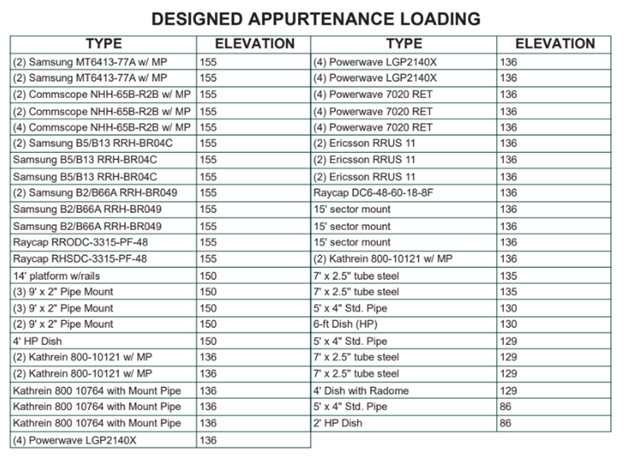 DESIGNED APPURTENANCE LOADING
TYPE ELEVATION TYPE ELEVATION
(2) Samsung MT6413-77A w/ MP 155 (4) Powerwave LGP2140X 136
(2) Samsung MT6413-77A w/ MP 155 (4) Powerwave LGP2140X 136
(2) Commscope NHH-65B-R2B w/ MP 155 (4) Powerwave 7020 RET 136
(2) Commscope NHH-65B-R2B w/ MP 155 (4) Powerwave 7020 RET 136
(4) Commscope NHH-65B-R2B w/ MP 155 (4) Powerwave 7020 RET 136
(2) Samsung B5/B13 RRH-BR04C 155 (2) Ericsson RRUS 11 136
Samsung B5/B13 RRH-BR04C 155 (2) Ericsson RRUS 11 136
Samsung B5/B13 RRH-BR04C 155 (2) Ericsson RRUS 11 136
(2) Samsung B2/B66A RRH-BR049 155 Raycap DC6-48-60-18-8F 136
Samsung B2/B66A RRH-BR049 155 15' sector mount 136
Samsung B2/B66A RRH-BR049 155 15' sector mount 136
Raycap RRODC-3315-PF-48 155 15' sector mount 136
Raycap RHSDC-3315-PF-48 155 (2) Kathrein 800-10121 w/ MP 136
14' platform w/rails 150 7' x 2.5" tube steel 135
(3) 9' x 2" Pipe Mount 150 7' x 2.5" tube steel 135
(3) 9' x 2" Pipe Mount 150 5' x 4" Std. Pipe 130
(2) 9' x 2" Pipe Mount 150 6-ft Dish (HP) 130
4' HP Dish 150 5' x 4" Std. Pipe 129
(2) Kathrein 800-10121 w/ MP 136 7' x 2.5" tube steel 129
(2) Kathrein 800-10121 w/ MP 136 7' x 2.5" tube steel 129
Kathrein 800 10764 with Mount Pipe 136 4' Dish with Radome 129
Kathrein 800 10764 with Mount Pipe 136 5' x 4" Std. Pipe 86
Kathrein 800 10764 with Mount Pipe 136 2' HP Dish 86
(4) Powerwave LGP2140X 136